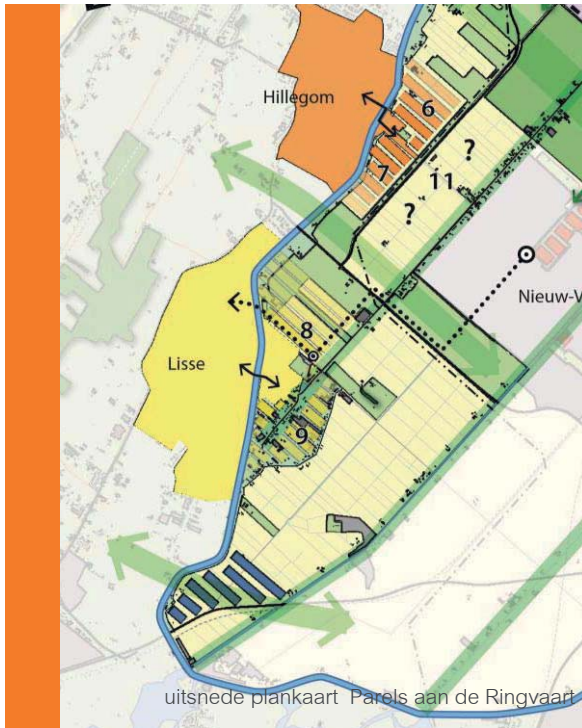 Hillegom
6
7
?
11
?
Nieuw-V
8
Lisse
9
uitsnede plankaart Parels aan de Ringvaart